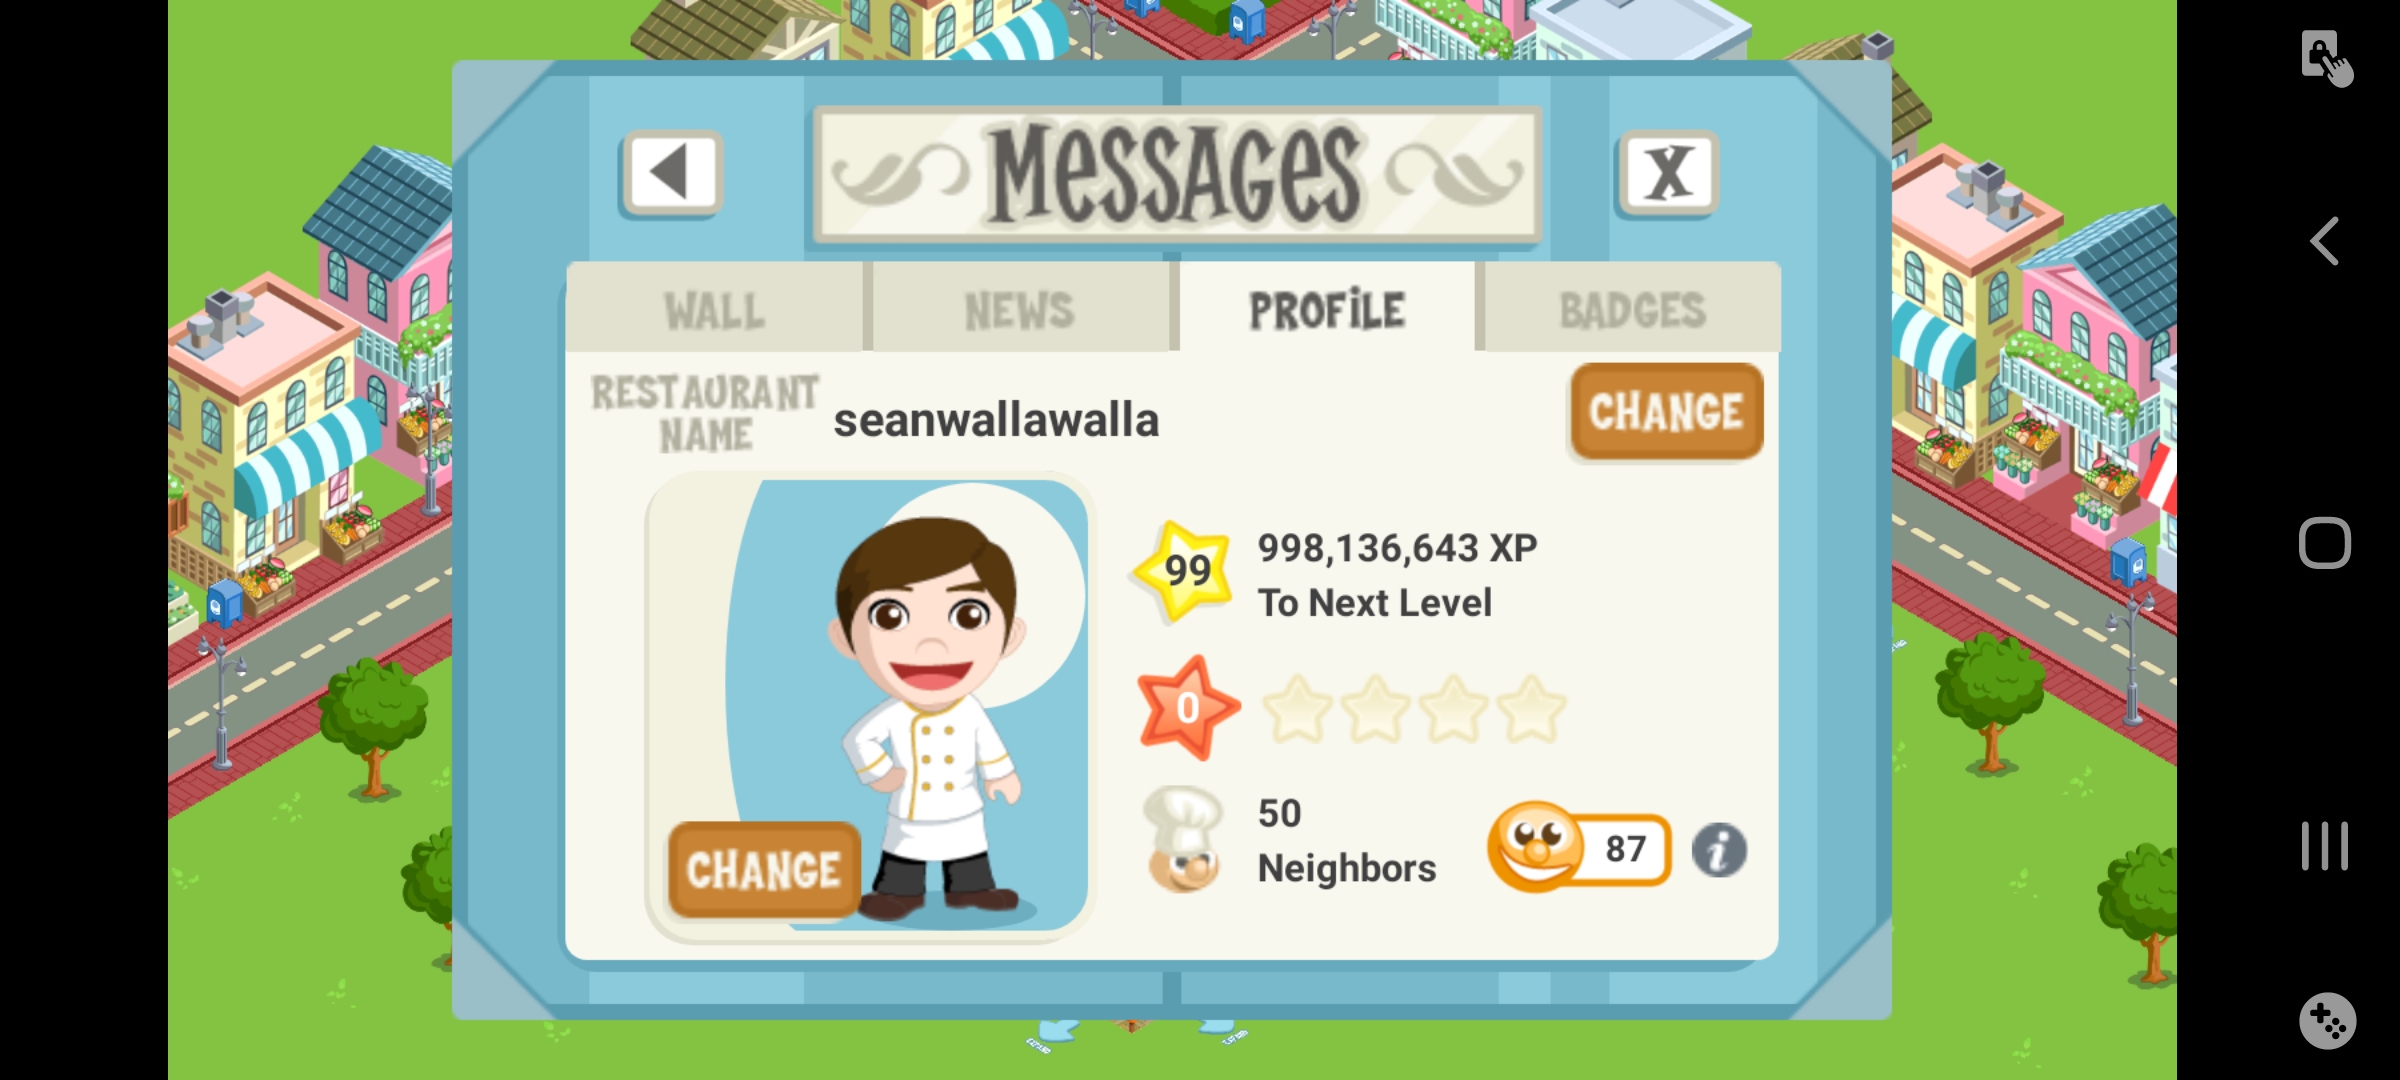 MESSAGES
X
WALL
NEWS
PROFILE
BADGES
RESTAURANT
NAME
seanwallawalla
CHANGE
99
998,136,643 XP
To Next Level
0
50
Neighbors
87
i
CHANGE